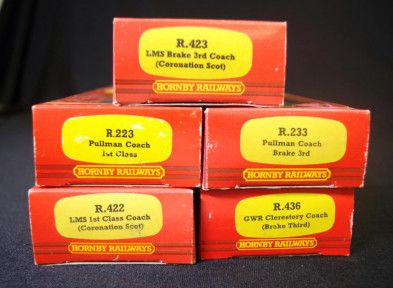 R.423
LMS Brake 3rd Coach
(Coronation Scot)
HORNBY RAILWAYS
R.223
Pullman Coach
1st Class
HORNBY RAILWAYS
R.233
Pullman Coach
Brake 3rd
HORNBY RAILWAYS
R.422
LMS 1st Class Coach
(Coronation Scot)
HORNBY RAILWAYS
R.436
GWR Clerestory Coach
(Brake Third)
HORNBY RAILWAYS